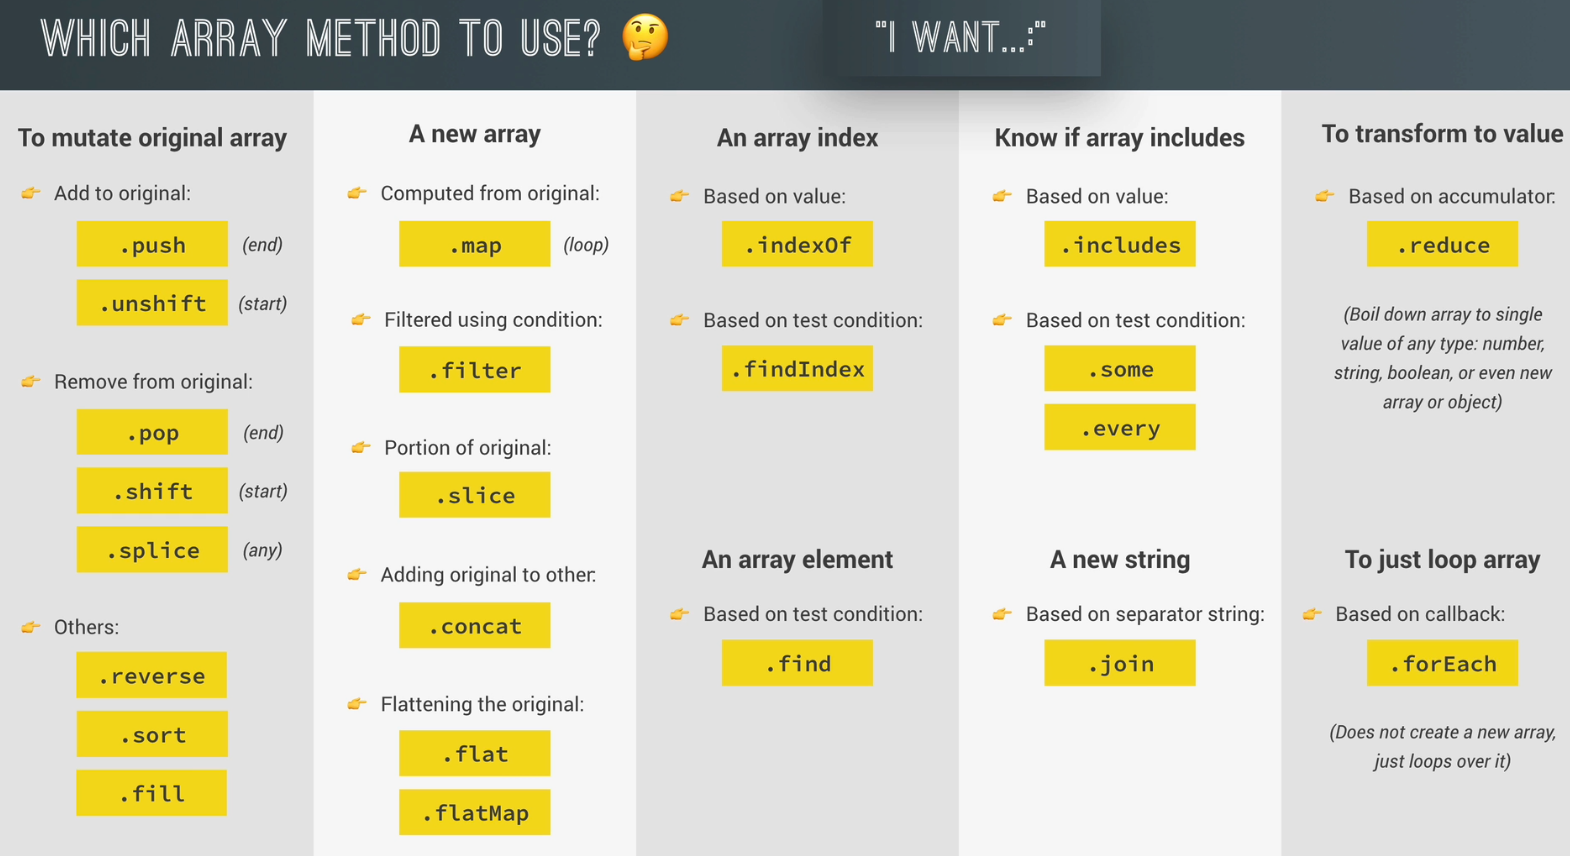 WHICH ARRAY METHOD TO USE? 🤔
"I WANT...:"
To mutate original array
👉 Add to original:
.push (end)
.unshift (start)
👉 Remove from original:
.pop (end)
.shift (start)
.splice (any)
👉 Others:
.reverse
.sort
.fill
A new array
👉 Computed from original:
.map (loop)
👉 Filtered using condition:
.filter
👉 Portion of original:
.slice
👉 Adding original to other:
.concat
👉 Flattening the original:
.flat
.flatMap
An array index
👉 Based on value:
.indexOf
👉 Based on test condition:
.findIndex
An array element
👉 Based on test condition:
.find
Know if array includes
👉 Based on value:
.includes
👉 Based on test condition:
.some
.every
A new string
👉 Based on separator string:
.join
To transform to value
👉 Based on accumulator:
.reduce
(Boil down array to single
value of any type: number,
string, boolean, or even new
array or object)
To just loop array
👉 Based on callback:
.forEach
(Does not create a new array,
just loops over it)